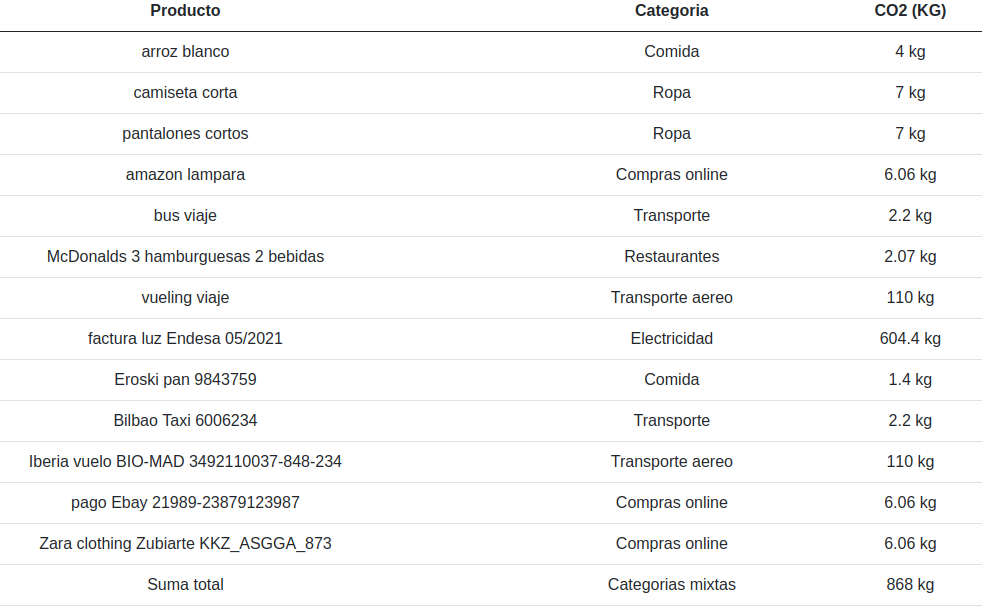 Producto Categoria CO2 (KG)
arroz blanco Comida 4 kg
camiseta corta Ropa 7 kg
pantalones cortos Ropa 7 kg
amazon lampara Compras online 6.06 kg
bus viaje Transporte 2.2 kg
McDonalds 3 hamburguesas 2 bebidas Restaurantes 2.07 kg
vueling viaje Transporte aereo 110 kg
factura luz Endesa 05/2021 Electricidad 604.4 kg
Eroski pan 9843759 Comida 1.4 kg
Bilbao Taxi 6006234 Transporte 2.2 kg
Iberia vuelo BIO-MAD 3492110037-848-234 Transporte aereo 110 kg
pago Ebay 21989-23879123987 Compras online 6.06 kg
Zara clothing Zubiarte KKZ_ASGGA_873 Compras online 6.06 kg
Suma total Categorias mixtas 868 kg